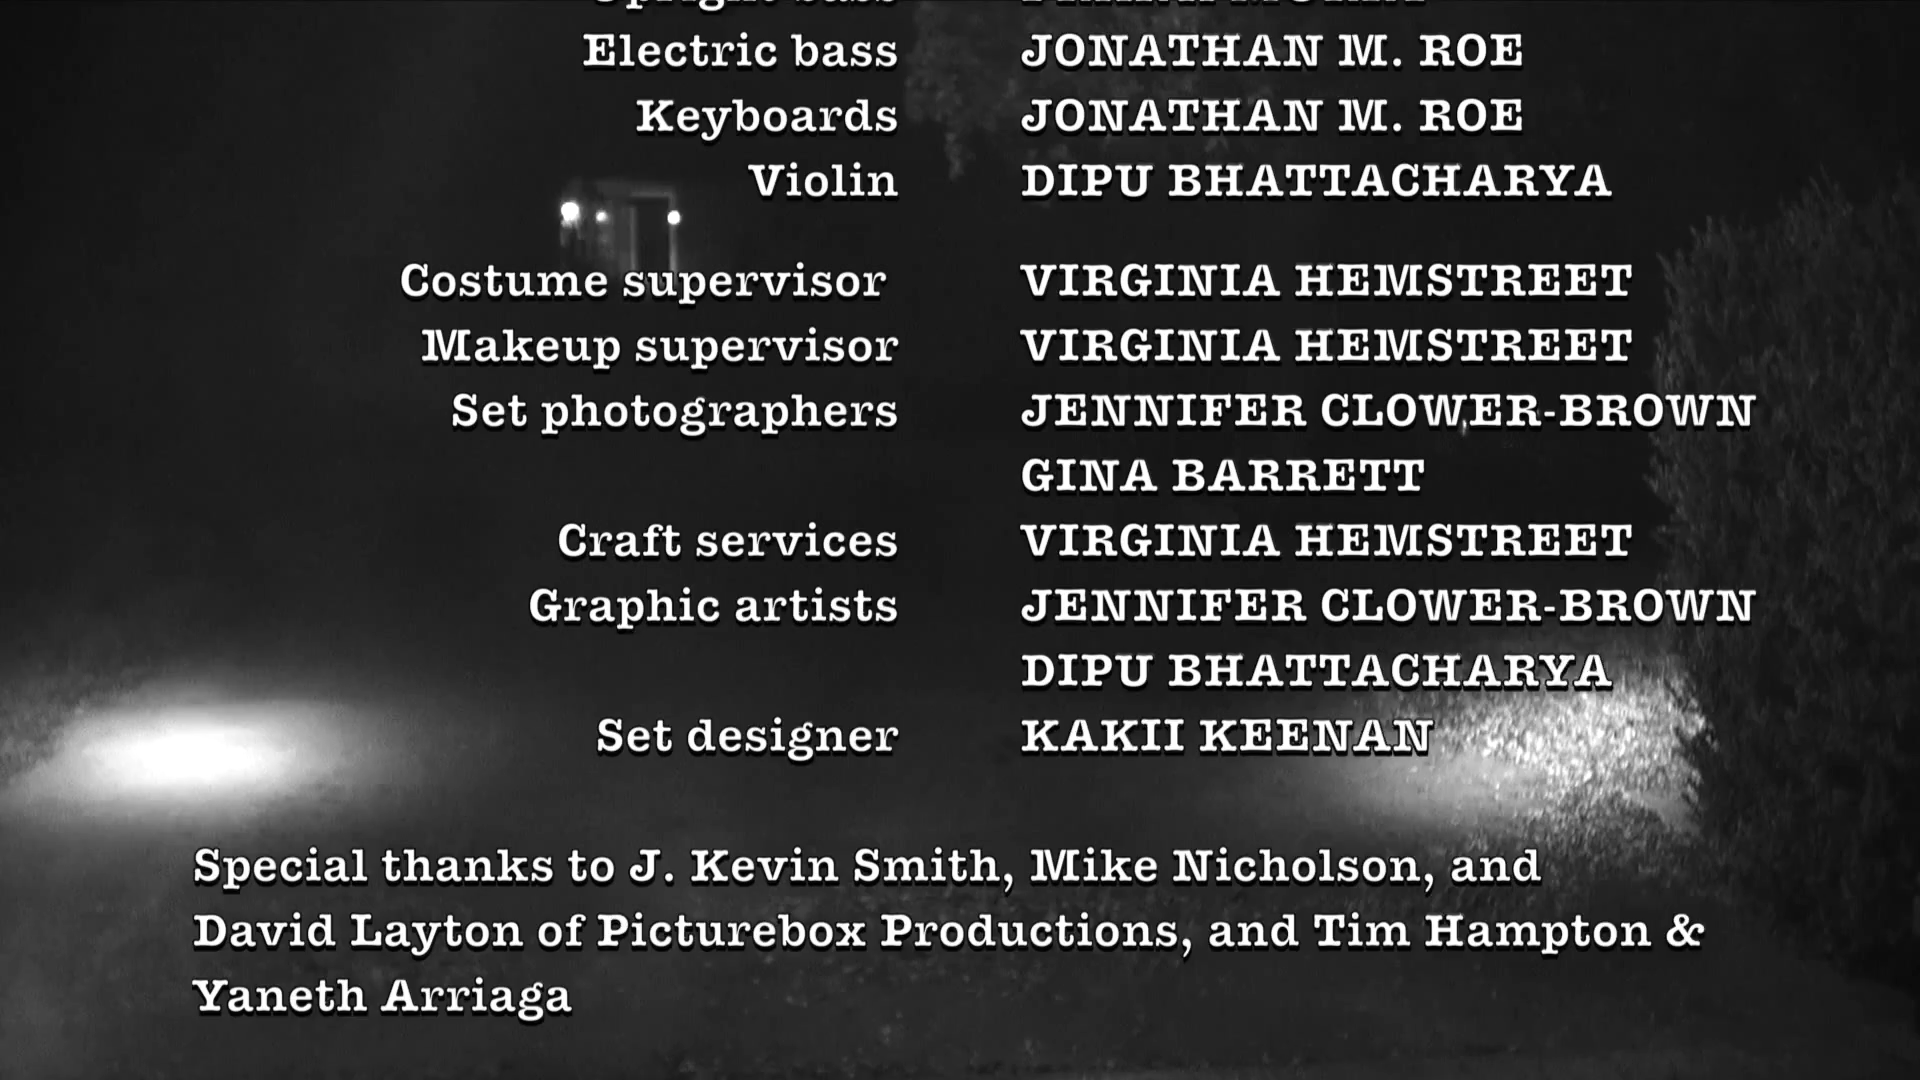 Upright bass
Electric bass JONATHAN M. ROE
Keyboards JONATHAN M. ROE
Violin DIPU BHATTACHARYA
Costume supervisor VIRGINIA HEMSTREET
Makeup supervisor VIRGINIA HEMSTREET
Set photographers JENNIFER CLOWER-BROWN
GINA BARRETT
Craft services VIRGINIA HEMSTREET
Graphic artists JENNIFER CLOWER-BROWN
DIPU BHATTACHARYA
Set designer KAKII KEENAN
Special thanks to J. Kevin Smith, Mike Nicholson, and
David Layton of Picturebox Productions, and Tim Hampton &
Yaneth Arriaga